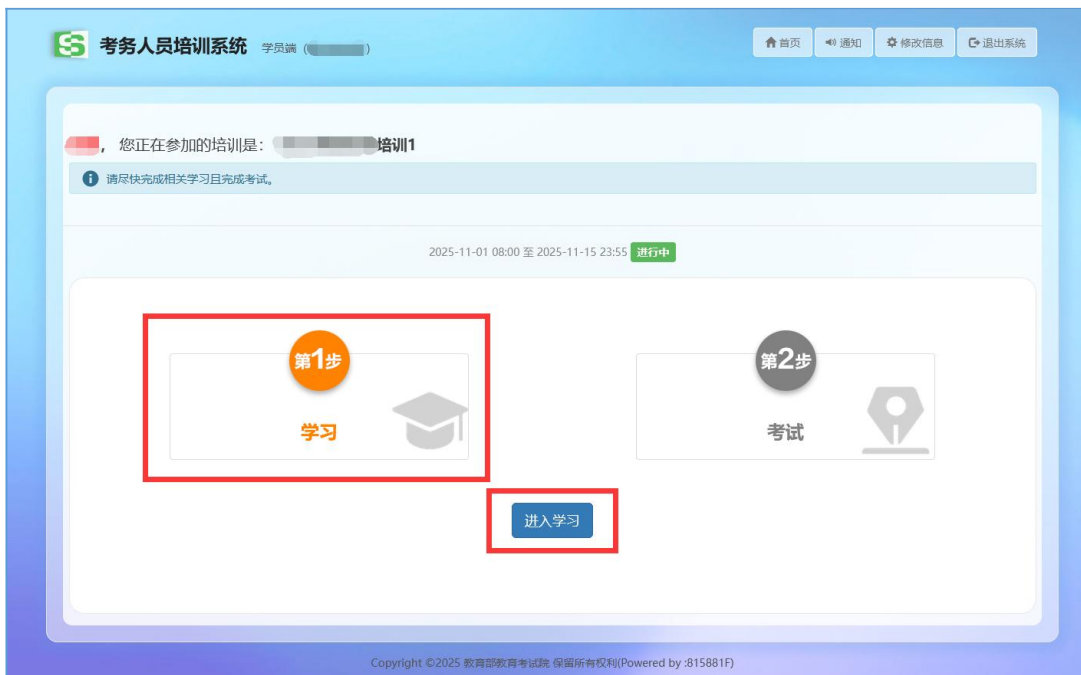 考务人员培训系统 学员端 ( )
首页 通知 修改信息 退出系统
， 您正在参加的培训是： 培训1
请尽快完成相关学习且完成考试。
2025-11-01 08:00 至 2025-11-15 23:55 进行中
第1步
学习
第2步
考试
进入学习
Copyright ©2025 教育部教育考试院 保留所有权利(Powered by :815881F)